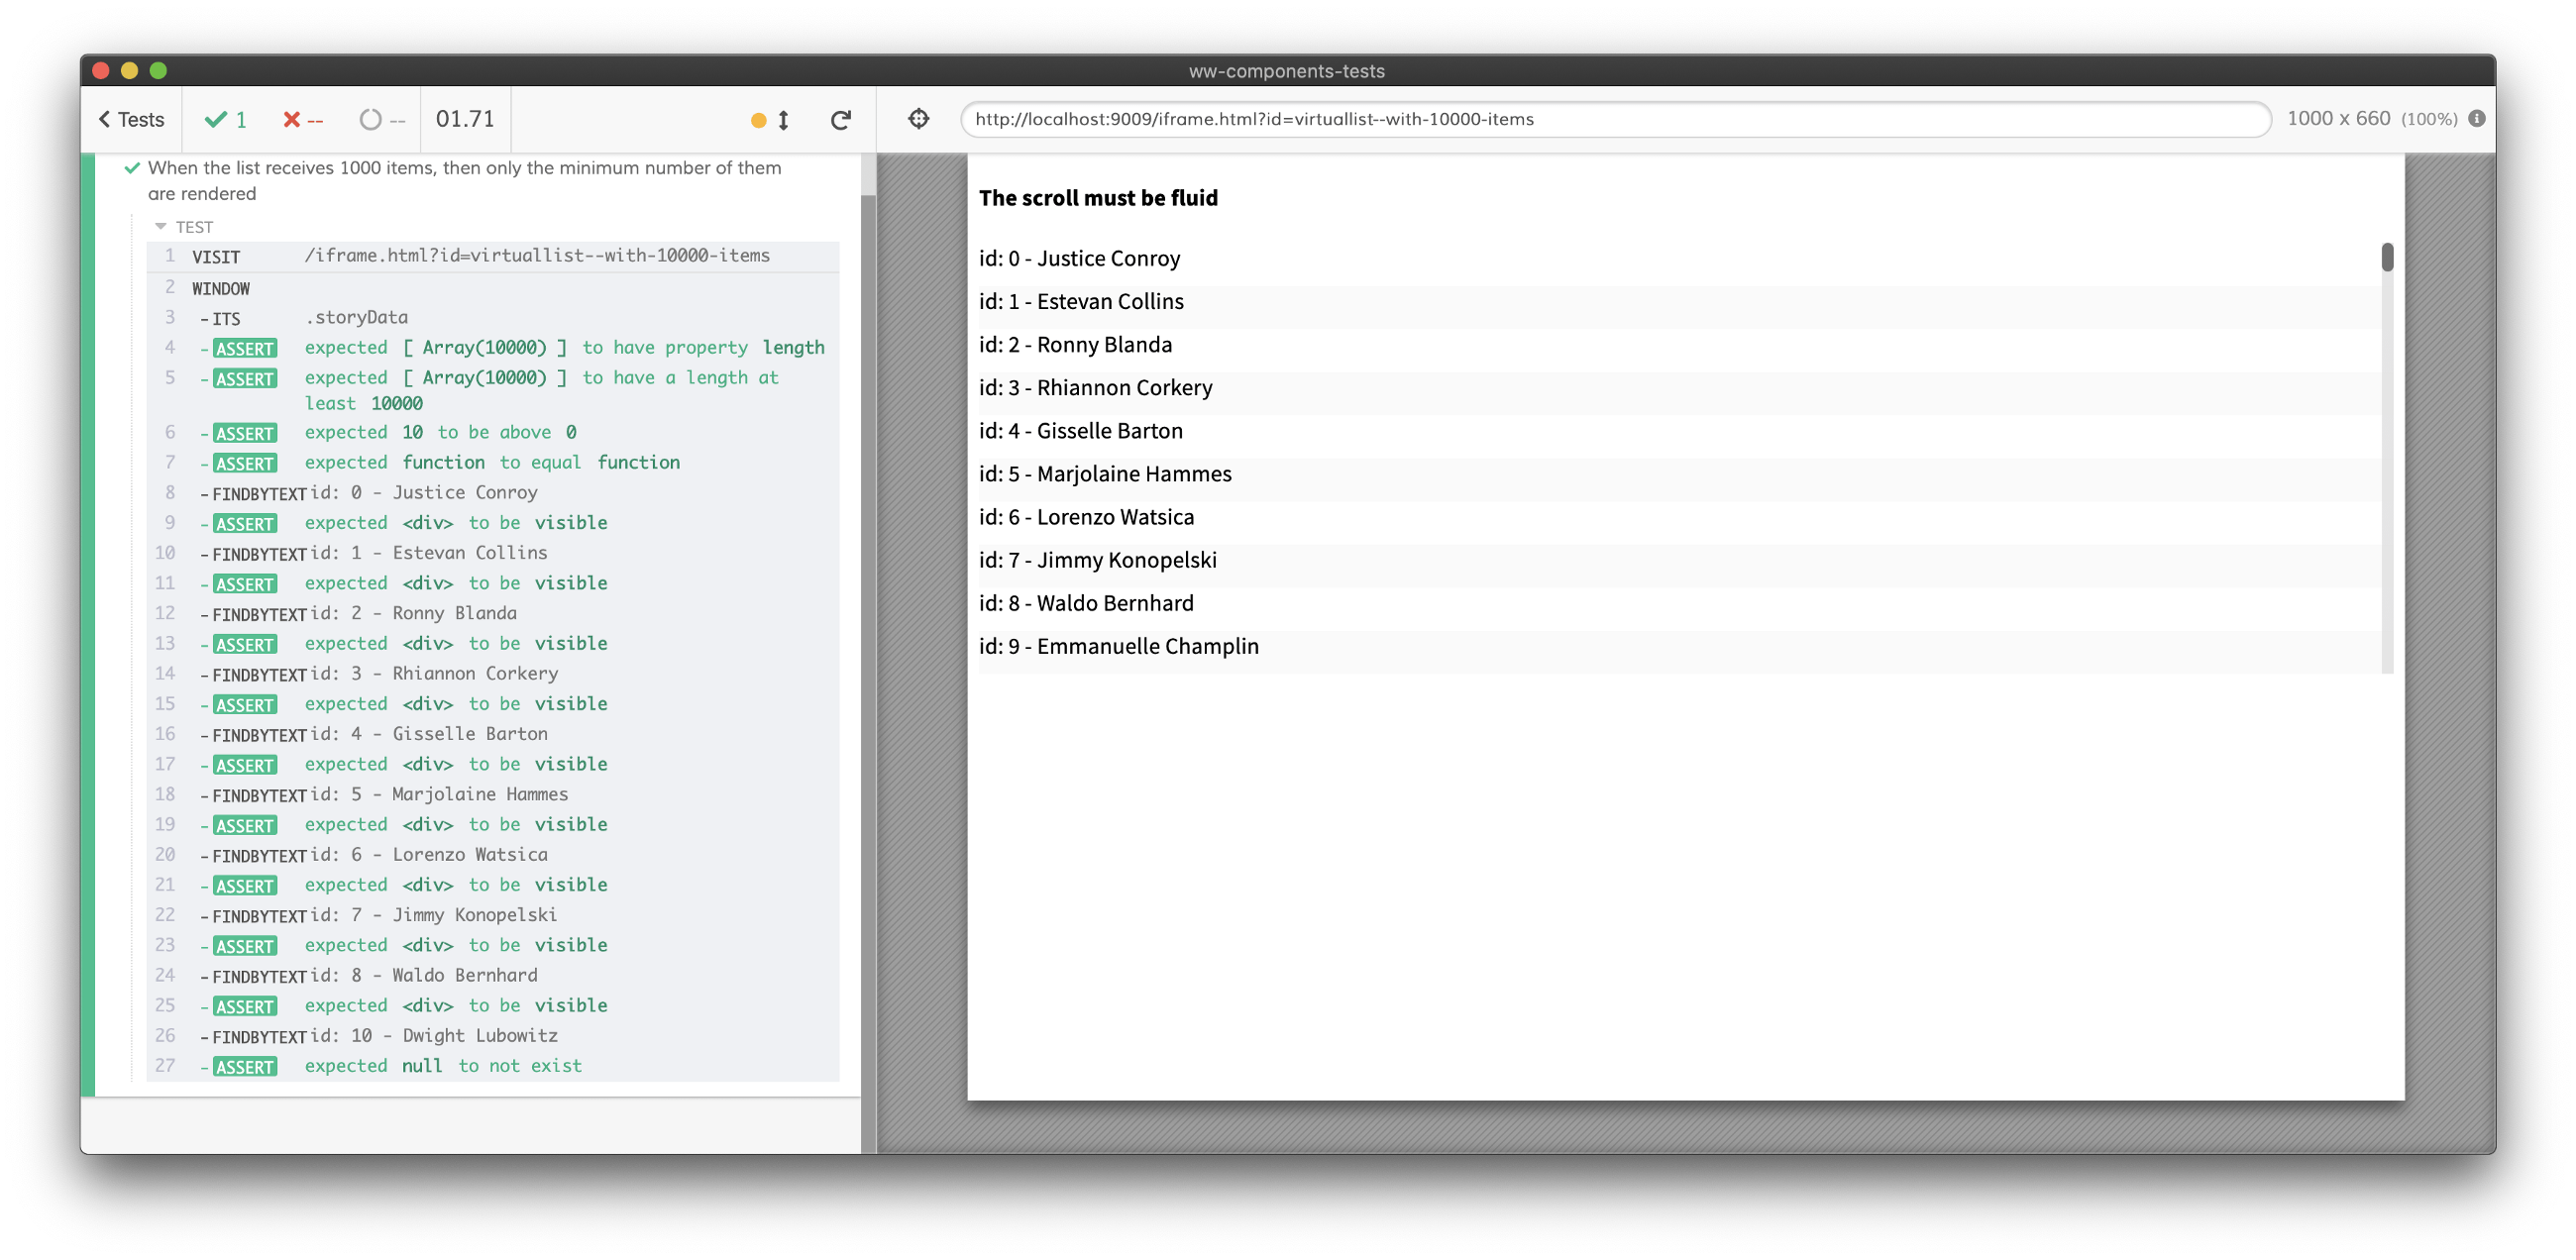 ww-components-tests
Tests 1 -- -- 01.71
http://localhost:9009/iframe.html?id=virtuallist--with-10000-items 1000 x 660 (100%)
When the list receives 1000 items, then only the minimum number of them
are rendered
TEST
1 VISIT /iframe.html?id=virtuallist--with-10000-items
2 WINDOW
3 -ITS .storyData
4 -ASSERT expected [ Array(10000) ] to have property length
5 -ASSERT expected [ Array(10000) ] to have a length at
least 10000
6 -ASSERT expected 10 to be above 0
7 -ASSERT expected function to equal function
8 -FINDBYTEXT id: 0 - Justice Conroy
9 -ASSERT expected <div> to be visible
10 -FINDBYTEXT id: 1 - Estevan Collins
11 -ASSERT expected <div> to be visible
12 -FINDBYTEXT id: 2 - Ronny Blanda
13 -ASSERT expected <div> to be visible
14 -FINDBYTEXT id: 3 - Rhiannon Corkery
15 -ASSERT expected <div> to be visible
16 -FINDBYTEXT id: 4 - Gisselle Barton
17 -ASSERT expected <div> to be visible
18 -FINDBYTEXT id: 5 - Marjolaine Hammes
19 -ASSERT expected <div> to be visible
20 -FINDBYTEXT id: 6 - Lorenzo Watsica
21 -ASSERT expected <div> to be visible
22 -FINDBYTEXT id: 7 - Jimmy Konopelski
23 -ASSERT expected <div> to be visible
24 -FINDBYTEXT id: 8 - Waldo Bernhard
25 -ASSERT expected <div> to be visible
26 -FINDBYTEXT id: 10 - Dwight Lubowitz
27 -ASSERT expected null to not exist
The scroll must be fluid
id: 0 - Justice Conroy
id: 1 - Estevan Collins
id: 2 - Ronny Blanda
id: 3 - Rhiannon Corkery
id: 4 - Gisselle Barton
id: 5 - Marjolaine Hammes
id: 6 - Lorenzo Watsica
id: 7 - Jimmy Konopelski
id: 8 - Waldo Bernhard
id: 9 - Emmanuelle Champlin